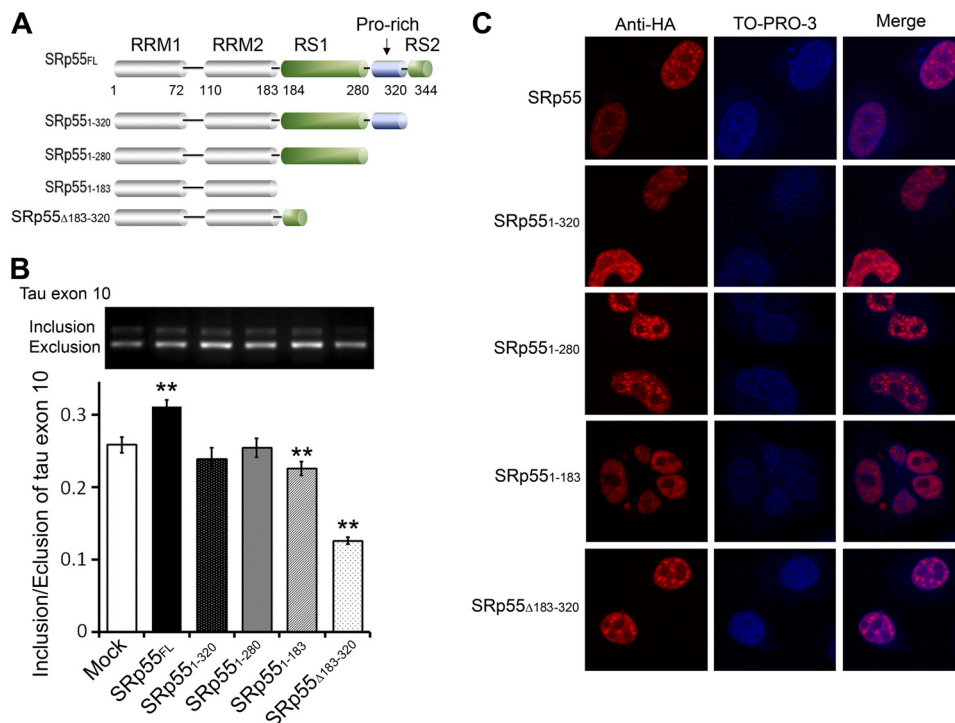 A
Pro-rich
RRM1 RRM2 RS1 RS2
SRp55FL
1 72 110 183 184 280 320 344
SRp551-320
SRp551-280
SRp551-183
SRp55Δ183-320
B
Tau exon 10
Inclusion
Exclusion
Inclusion/Eclusion of tau exon 10
0.3
0.2
0.1
0
**
**
**
Mock
SRp55FL
SRp551-320
SRp551-280
SRp551-183
SRp55Δ183-320
C
Anti-HA TO-PRO-3 Merge
SRp55
SRp551-320
SRp551-280
SRp551-183
SRp55Δ183-320